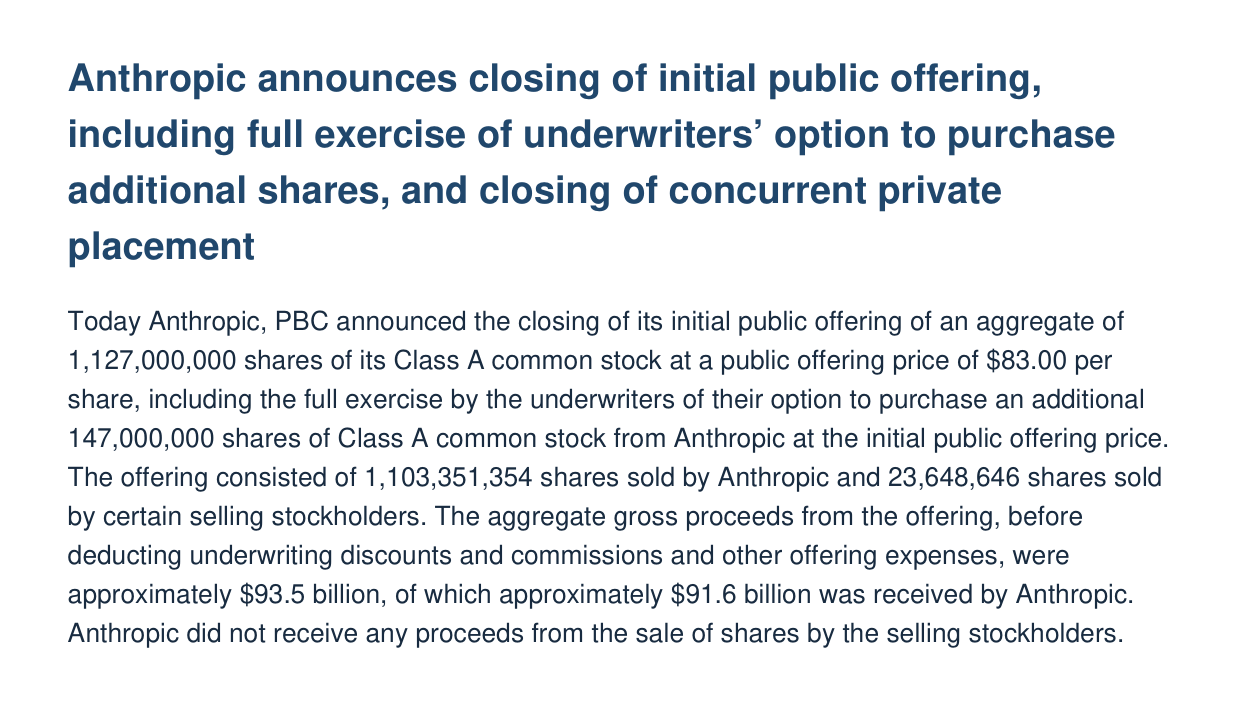 Anthropic announces closing of initial public offering,
including full exercise of underwriters’ option to purchase
additional shares, and closing of concurrent private
placement
Today Anthropic, PBC announced the closing of its initial public offering of an aggregate of
1,127,000,000 shares of its Class A common stock at a public offering price of $83.00 per
share, including the full exercise by the underwriters of their option to purchase an additional
147,000,000 shares of Class A common stock from Anthropic at the initial public offering price.
The offering consisted of 1,103,351,354 shares sold by Anthropic and 23,648,646 shares sold
by certain selling stockholders. The aggregate gross proceeds from the offering, before
deducting underwriting discounts and commissions and other offering expenses, were
approximately $93.5 billion, of which approximately $91.6 billion was received by Anthropic.
Anthropic did not receive any proceeds from the sale of shares by the selling stockholders.